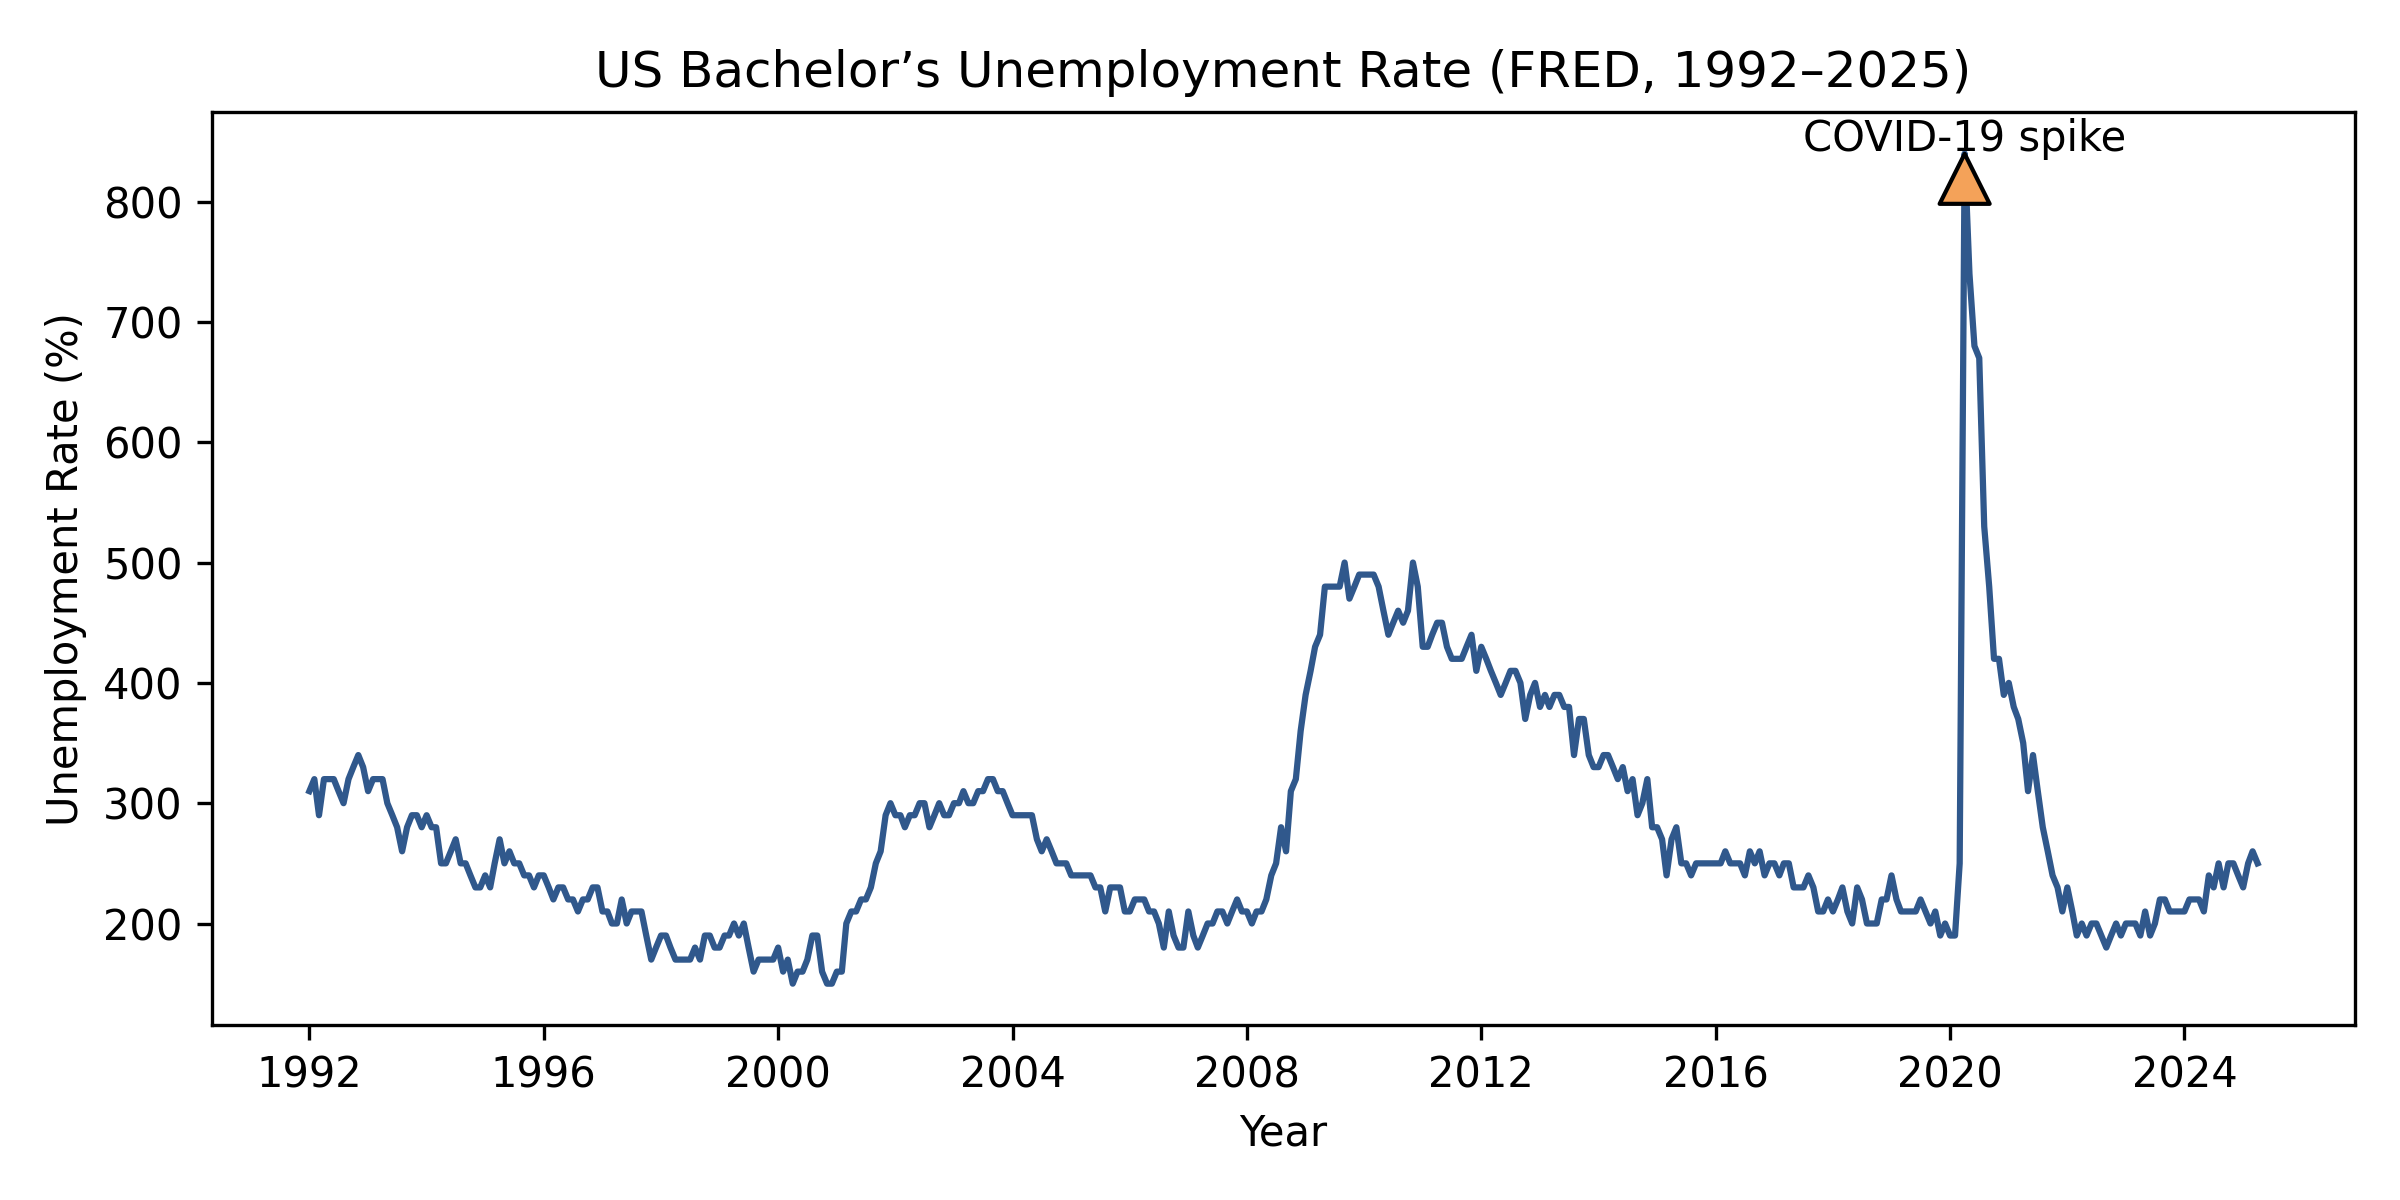 US Bachelor’s Unemployment Rate (FRED, 1992–2025)
COVID-19 spike
Unemployment Rate (%)
800
700
600
500
400
300
200
1992 1996 2000 2004 2008 2012 2016 2020 2024
Year